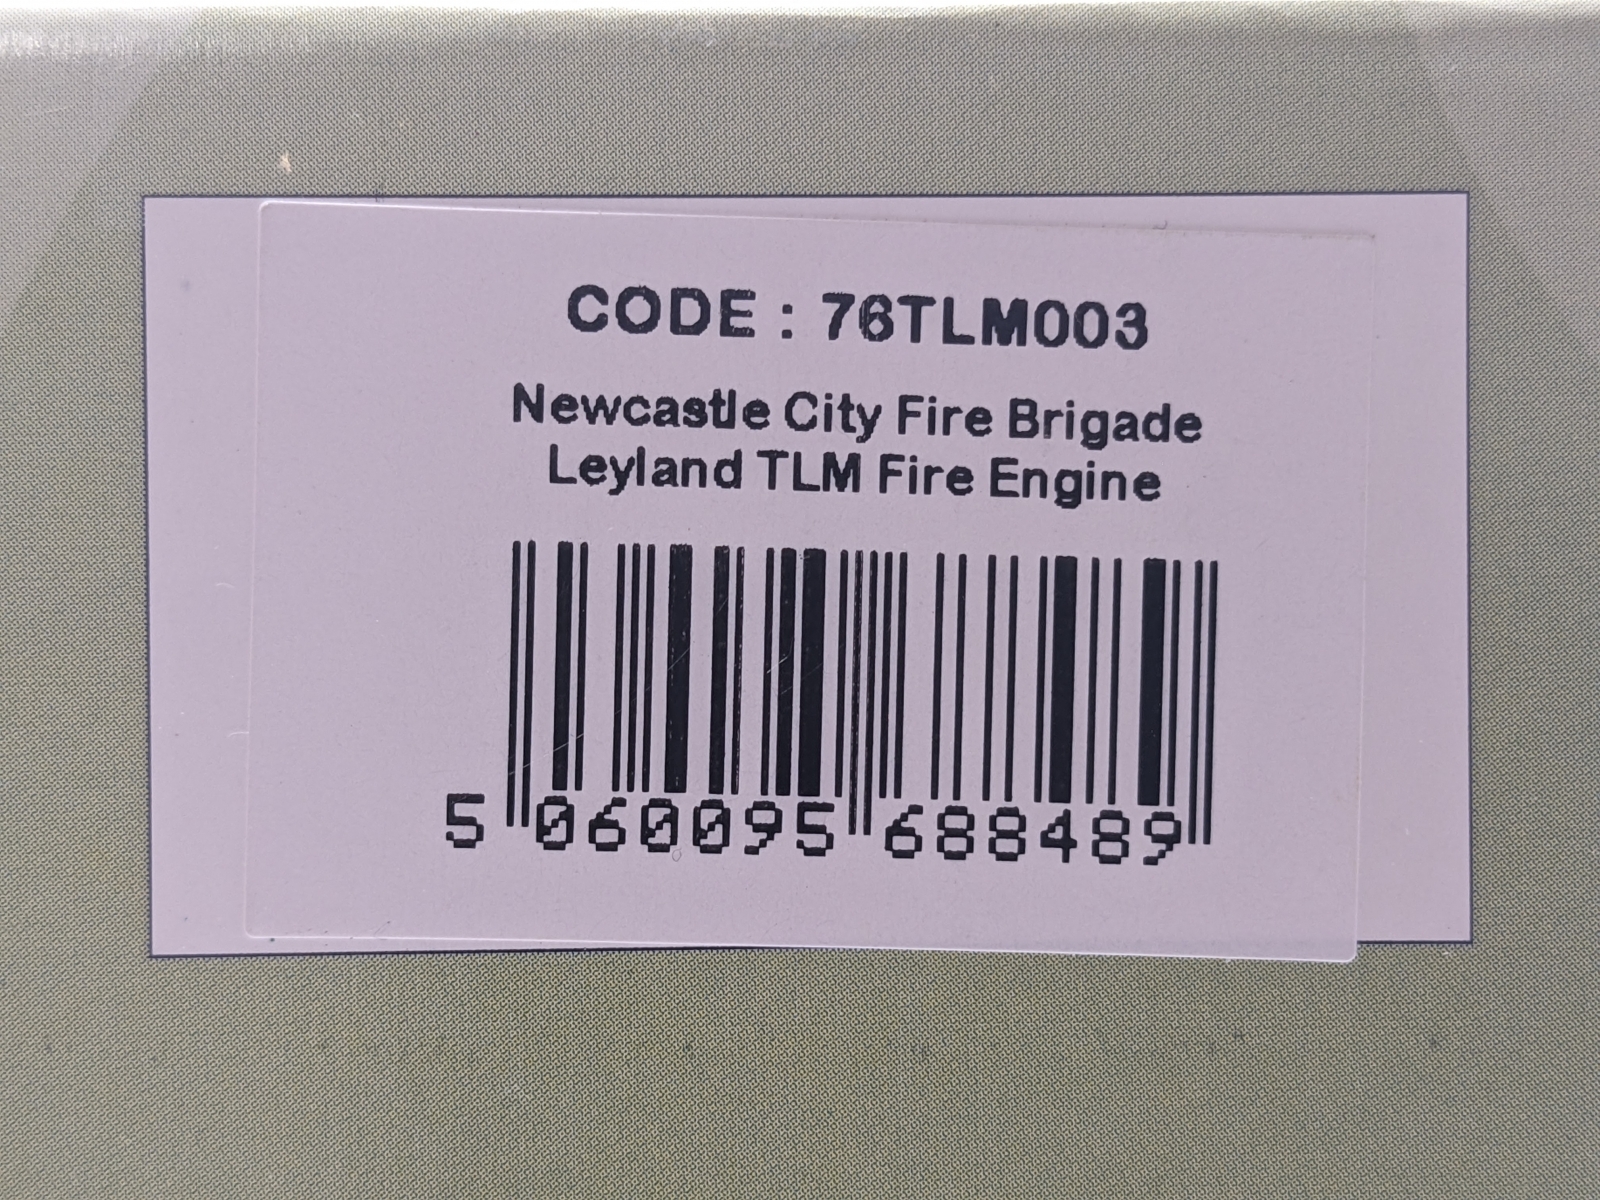 CODE : 76TLM003
Newcastle City Fire Brigade
Leyland TLM Fire Engine
5 060095 688489